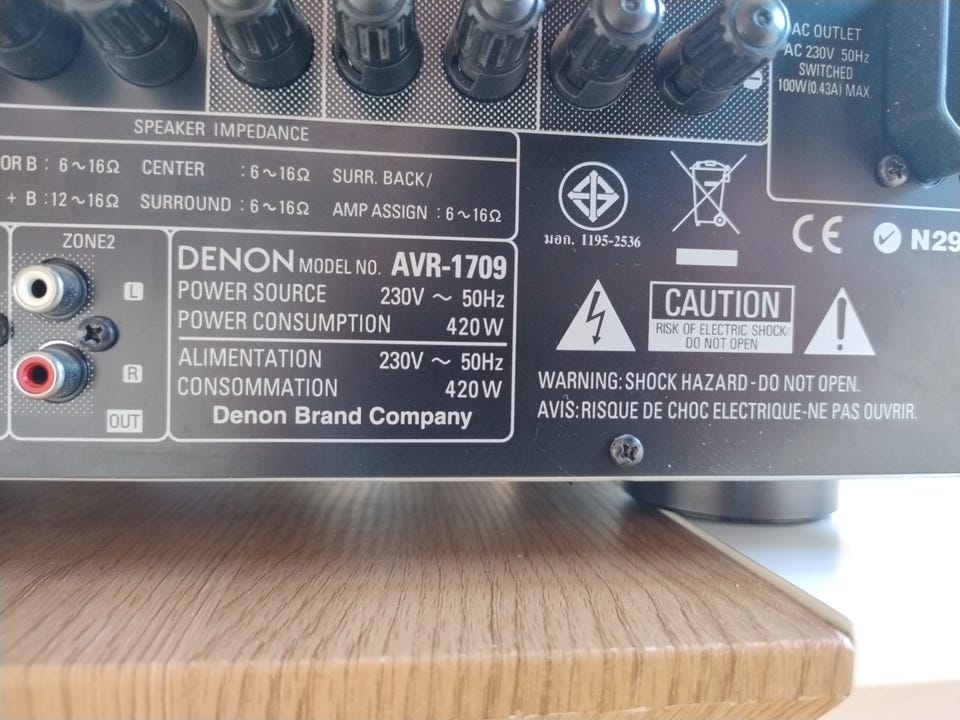 AC OUTLET
AC 230V 50Hz
SWITCHED
100W(0.43A) MAX.
SPEAKER IMPEDANCE
OR B : 6～16Ω CENTER : 6～16Ω SURR. BACK/
+ B : 12～16Ω SURROUND : 6～16Ω AMP ASSIGN : 6～16Ω
ZONE2
L
R
OUT
DENON MODEL NO. AVR-1709
POWER SOURCE 230V ～ 50Hz
POWER CONSUMPTION 420W
ALIMENTATION 230V ～ 50Hz
CONSOMMATION 420W
Denon Brand Company
มอก. 1195-2536
CE
N29
CAUTION
RISK OF ELECTRIC SHOCK
DO NOT OPEN
WARNING: SHOCK HAZARD - DO NOT OPEN.
AVIS: RISQUE DE CHOC ELECTRIQUE-NE PAS OUVRIR.